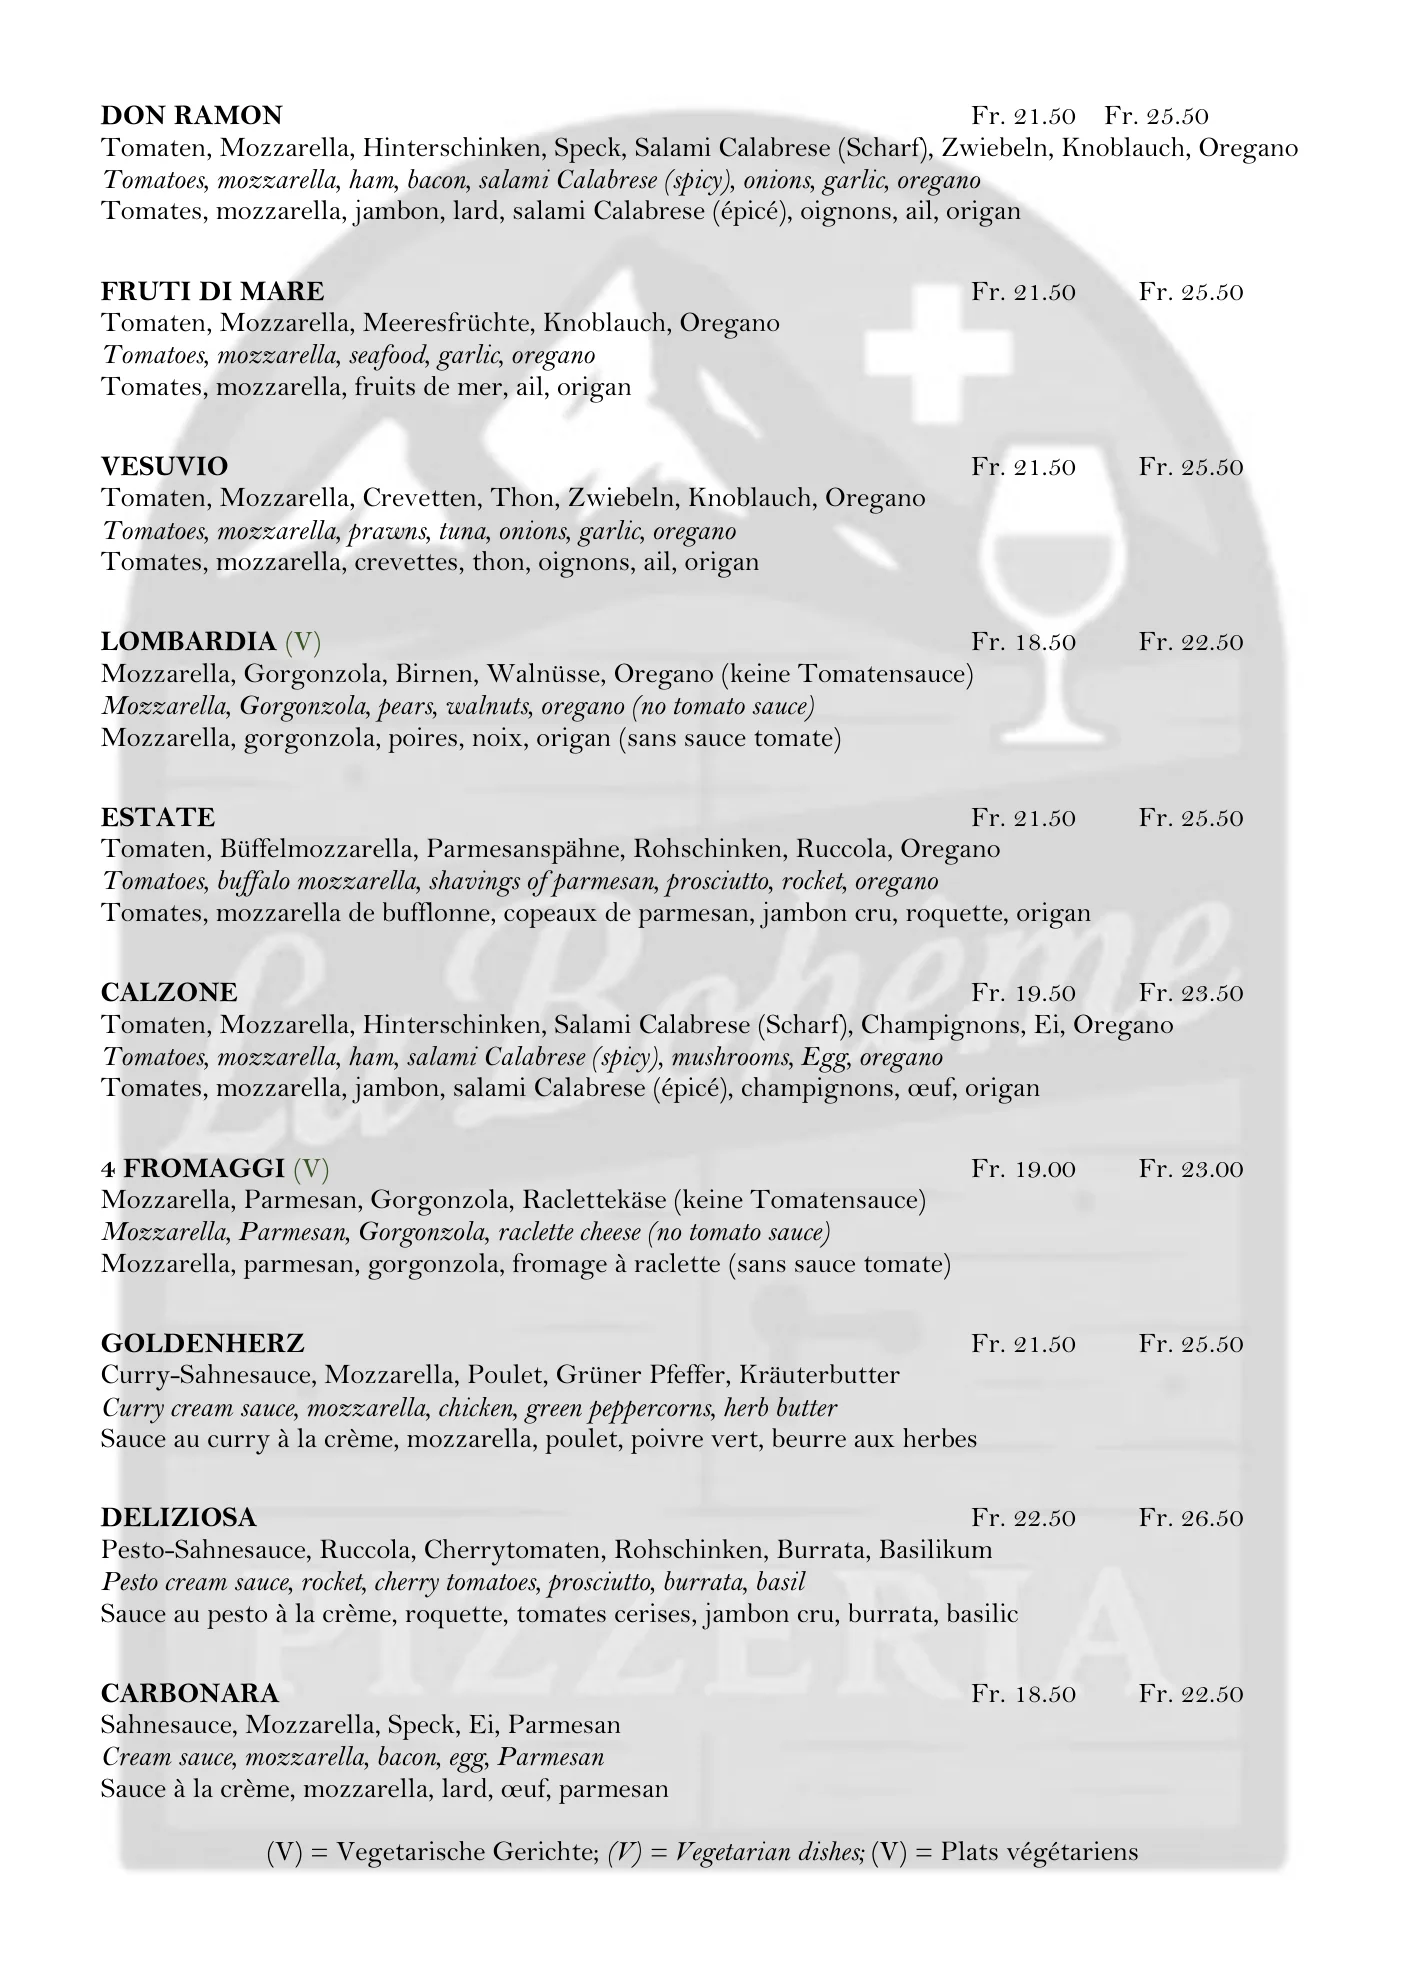 DON RAMON Fr. 21.50 Fr. 25.50
Tomaten, Mozzarella, Hinterschinken, Speck, Salami Calabrese (Scharf), Zwiebeln, Knoblauch, Oregano
Tomatoes, mozzarella, ham, bacon, salami Calabrese (spicy), onions, garlic, oregano
Tomates, mozzarella, jambon, lard, salami Calabrese (épicé), oignons, ail, origan
FRUTI DI MARE Fr. 21.50 Fr. 25.50
Tomaten, Mozzarella, Meeresfrüchte, Knoblauch, Oregano
Tomatoes, mozzarella, seafood, garlic, oregano
Tomates, mozzarella, fruits de mer, ail, origan
VESUVIO Fr. 21.50 Fr. 25.50
Tomaten, Mozzarella, Crevetten, Thon, Zwiebeln, Knoblauch, Oregano
Tomatoes, mozzarella, prawns, tuna, onions, garlic, oregano
Tomates, mozzarella, crevettes, thon, oignons, ail, origan
LOMBARDIA (V) Fr. 18.50 Fr. 22.50
Mozzarella, Gorgonzola, Birnen, Walnüsse, Oregano (keine Tomatensauce)
Mozzarella, Gorgonzola, pears, walnuts, oregano (no tomato sauce)
Mozzarella, gorgonzola, poires, noix, origan (sans sauce tomate)
ESTATE Fr. 21.50 Fr. 25.50
Tomaten, Büffelmozzarella, Parmesanspähne, Rohschinken, Ruccola, Oregano
Tomatoes, buffalo mozzarella, shavings of parmesan, prosciutto, rocket, oregano
Tomates, mozzarella de bufflonne, copeaux de parmesan, jambon cru, roquette, origan
La Bohème
CALZONE Fr. 19.50 Fr. 23.50
Tomaten, Mozzarella, Hinterschinken, Salami Calabrese (Scharf), Champignons, Ei, Oregano
Tomatoes, mozzarella, ham, salami Calabrese (spicy), mushrooms, Egg, oregano
Tomates, mozzarella, jambon, salami Calabrese (épicé), champignons, œuf, origan
4 FROMAGGI (V) Fr. 19.00 Fr. 23.00
Mozzarella, Parmesan, Gorgonzola, Raclettekäse (keine Tomatensauce)
Mozzarella, Parmesan, Gorgonzola, raclette cheese (no tomato sauce)
Mozzarella, parmesan, gorgonzola, fromage à raclette (sans sauce tomate)
GOLDENHERZ Fr. 21.50 Fr. 25.50
Curry-Sahnesauce, Mozzarella, Poulet, Grüner Pfeffer, Kräuterbutter
Curry cream sauce, mozzarella, chicken, green peppercorns, herb butter
Sauce au curry à la crème, mozzarella, poulet, poivre vert, beurre aux herbes
DELIZIOSA Fr. 22.50 Fr. 26.50
Pesto-Sahnesauce, Ruccola, Cherrytomaten, Rohschinken, Burrata, Basilikum
Pesto cream sauce, rocket, cherry tomatoes, prosciutto, burrata, basil
Sauce au pesto à la crème, roquette, tomates cerises, jambon cru, burrata, basilic
PIZZERIA
CARBONARA Fr. 18.50 Fr. 22.50
Sahnesauce, Mozzarella, Speck, Ei, Parmesan
Cream sauce, mozzarella, bacon, egg, Parmesan
Sauce à la crème, mozzarella, lard, œuf, parmesan
(V) = Vegetarische Gerichte; (V) = Vegetarian dishes; (V) = Plats végétariens